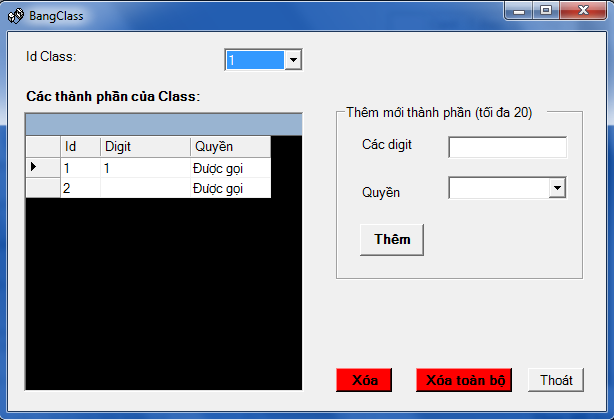 BangClass
Id Class:
1
Các thành phần của Class:
Id Digit Quyền
1 1 Được gọi
2 Được gọi
Thêm mới thành phần (tối đa 20)
Các digit
Quyền
Thêm
Xóa
Xóa toàn bộ
Thoát